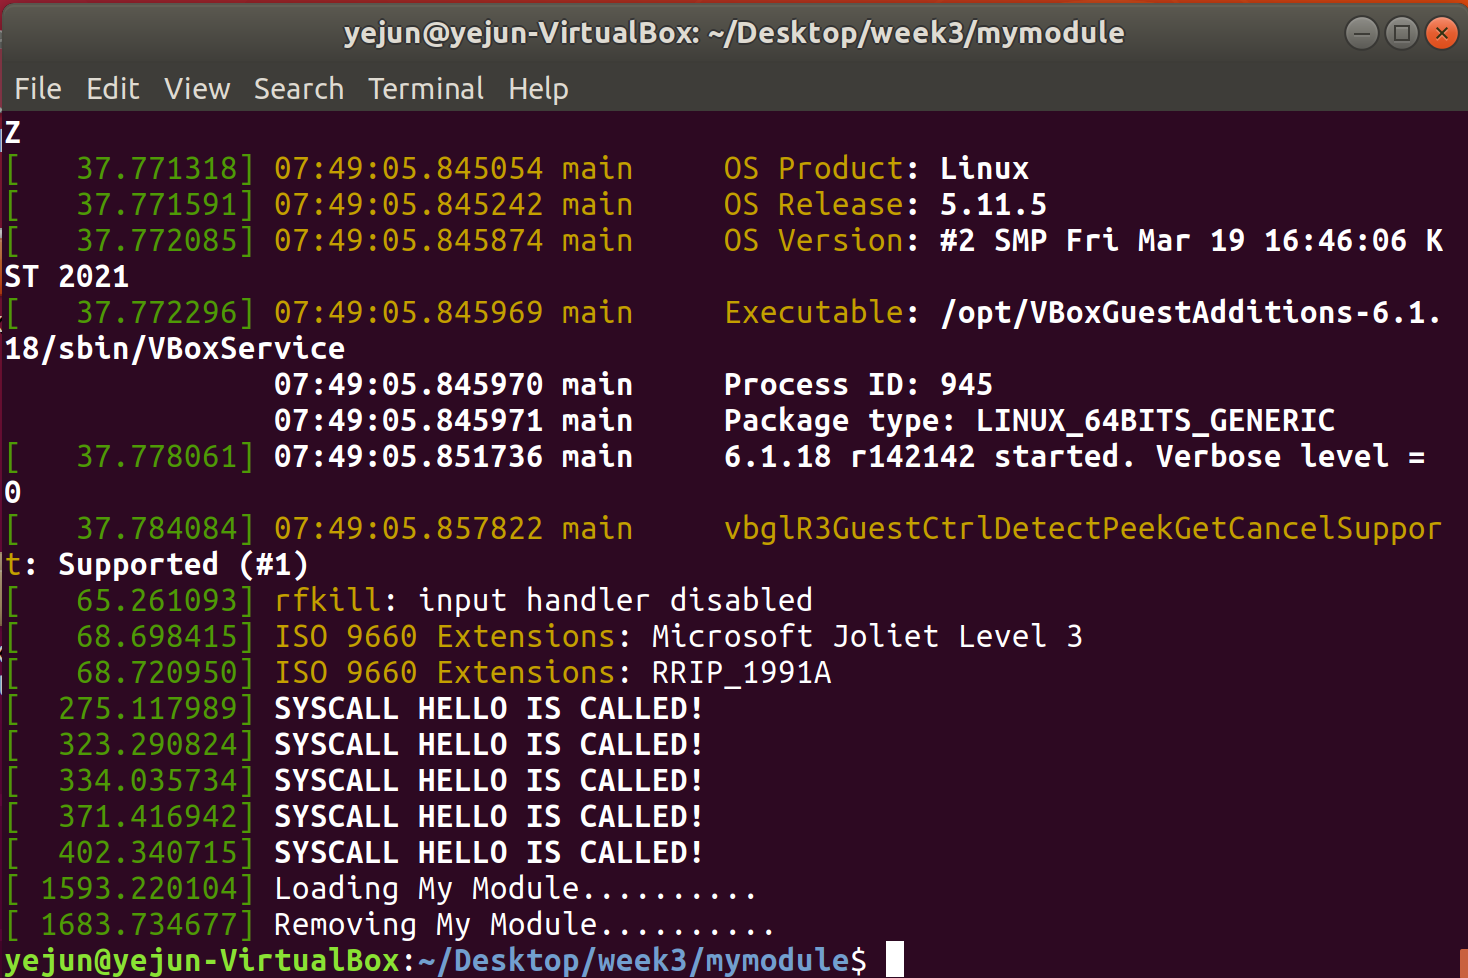 yejun@yejun-VirtualBox: ~/Desktop/week3/mymodule
File Edit View Search Terminal Help
Z
[   37.771318] 07:49:05.845054 main     OS Product: Linux
[   37.771591] 07:49:05.845242 main     OS Release: 5.11.5
[   37.772085] 07:49:05.845874 main     OS Version: #2 SMP Fri Mar 19 16:46:06 K
ST 2021
[   37.772296] 07:49:05.845969 main     Executable: /opt/VBoxGuestAdditions-6.1.
18/sbin/VBoxService
               07:49:05.845970 main     Process ID: 945
               07:49:05.845971 main     Package type: LINUX_64BITS_GENERIC
[   37.778061] 07:49:05.851736 main     6.1.18 r142142 started. Verbose level =
0
[   37.784084] 07:49:05.857822 main     vbglR3GuestCtrlDetectPeekGetCancelSuppor
t: Supported (#1)
[   65.261093] rfkill: input handler disabled
[   68.698415] ISO 9660 Extensions: Microsoft Joliet Level 3
[   68.720950] ISO 9660 Extensions: RRIP_1991A
[  275.117989] SYSCALL HELLO IS CALLED!
[  323.290824] SYSCALL HELLO IS CALLED!
[  334.035734] SYSCALL HELLO IS CALLED!
[  371.416942] SYSCALL HELLO IS CALLED!
[  402.340715] SYSCALL HELLO IS CALLED!
[ 1593.220104] Loading My Module..........
[ 1683.734677] Removing My Module..........
yejun@yejun-VirtualBox:~/Desktop/week3/mymodule$